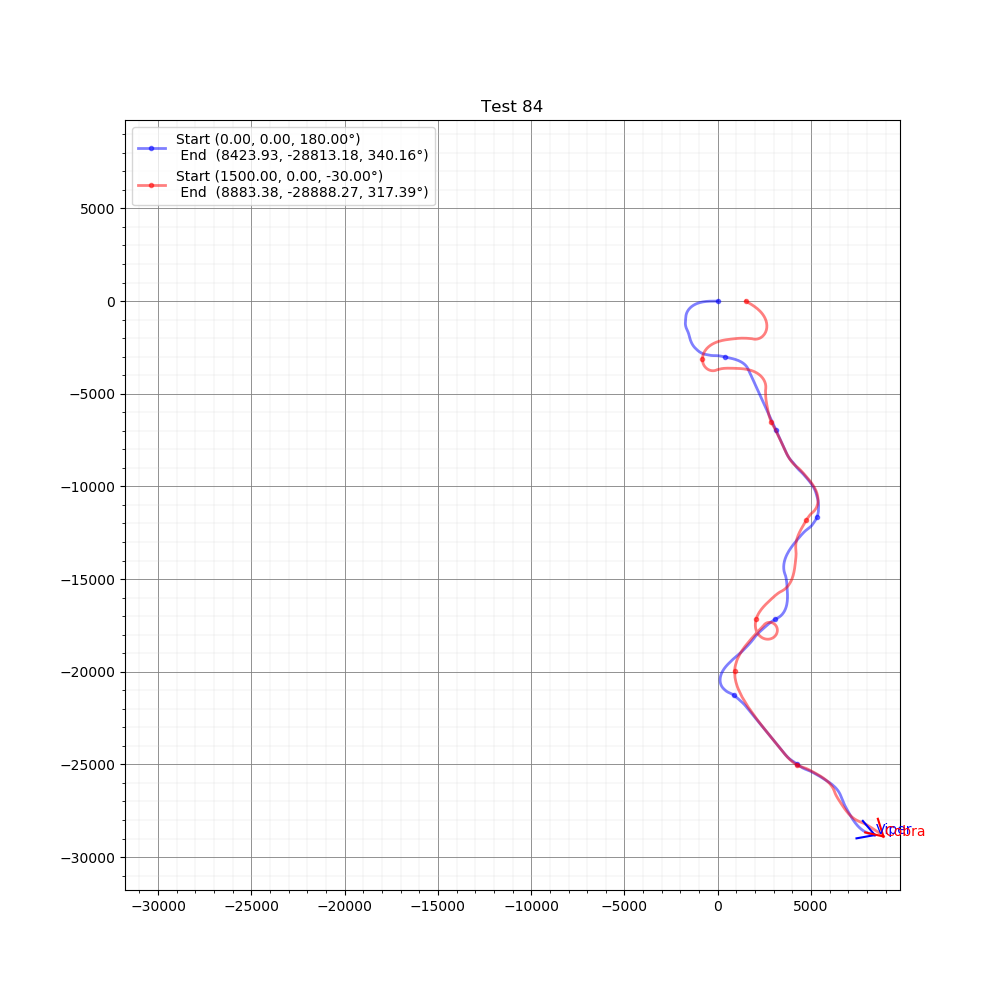 Test 84
Start (0.00, 0.00, 180.00°)
End (8423.93, -28813.18, 340.16°)
Start (1500.00, 0.00, -30.00°)
End (8883.38, -28888.27, 317.39°)
5000
0
−5000
−10000
−15000
−20000
−25000
−30000
Viper
Cobra
−30000 −25000 −20000 −15000 −10000 −5000 0 5000